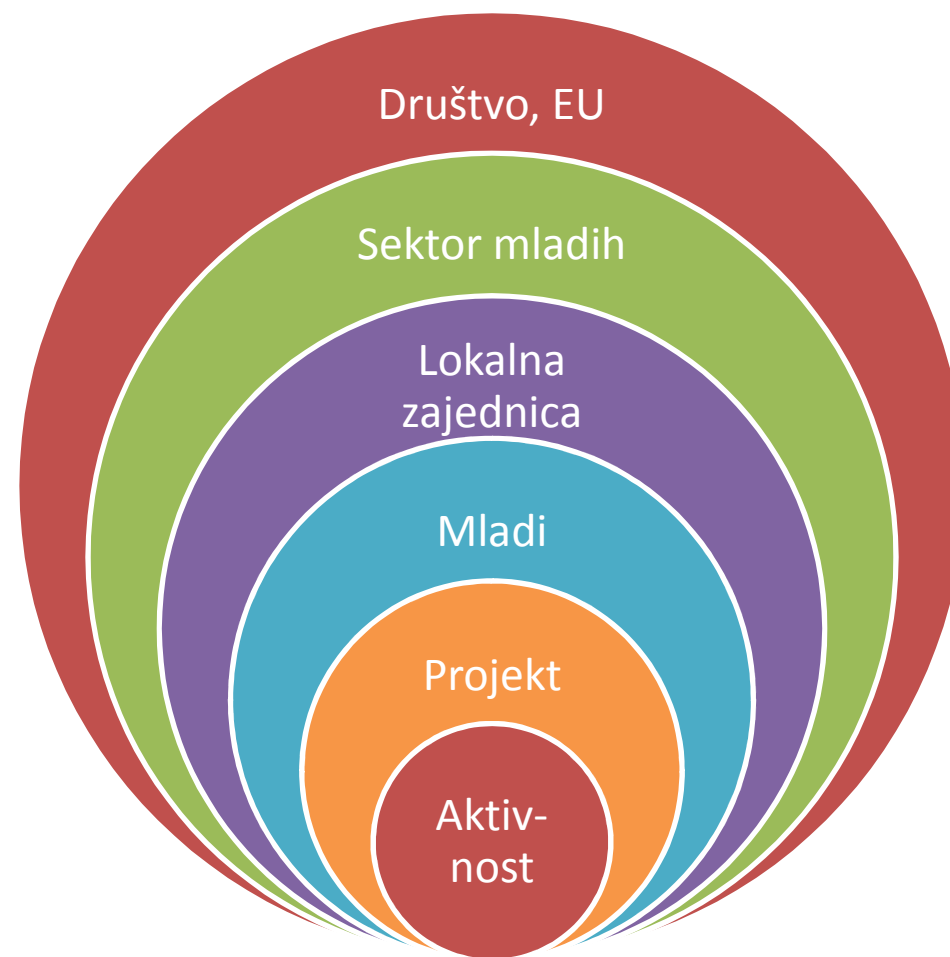 Društvo, EU
Sektor mladih
Lokalna
zajednica
Mladi
Projekt
Aktiv-
nost